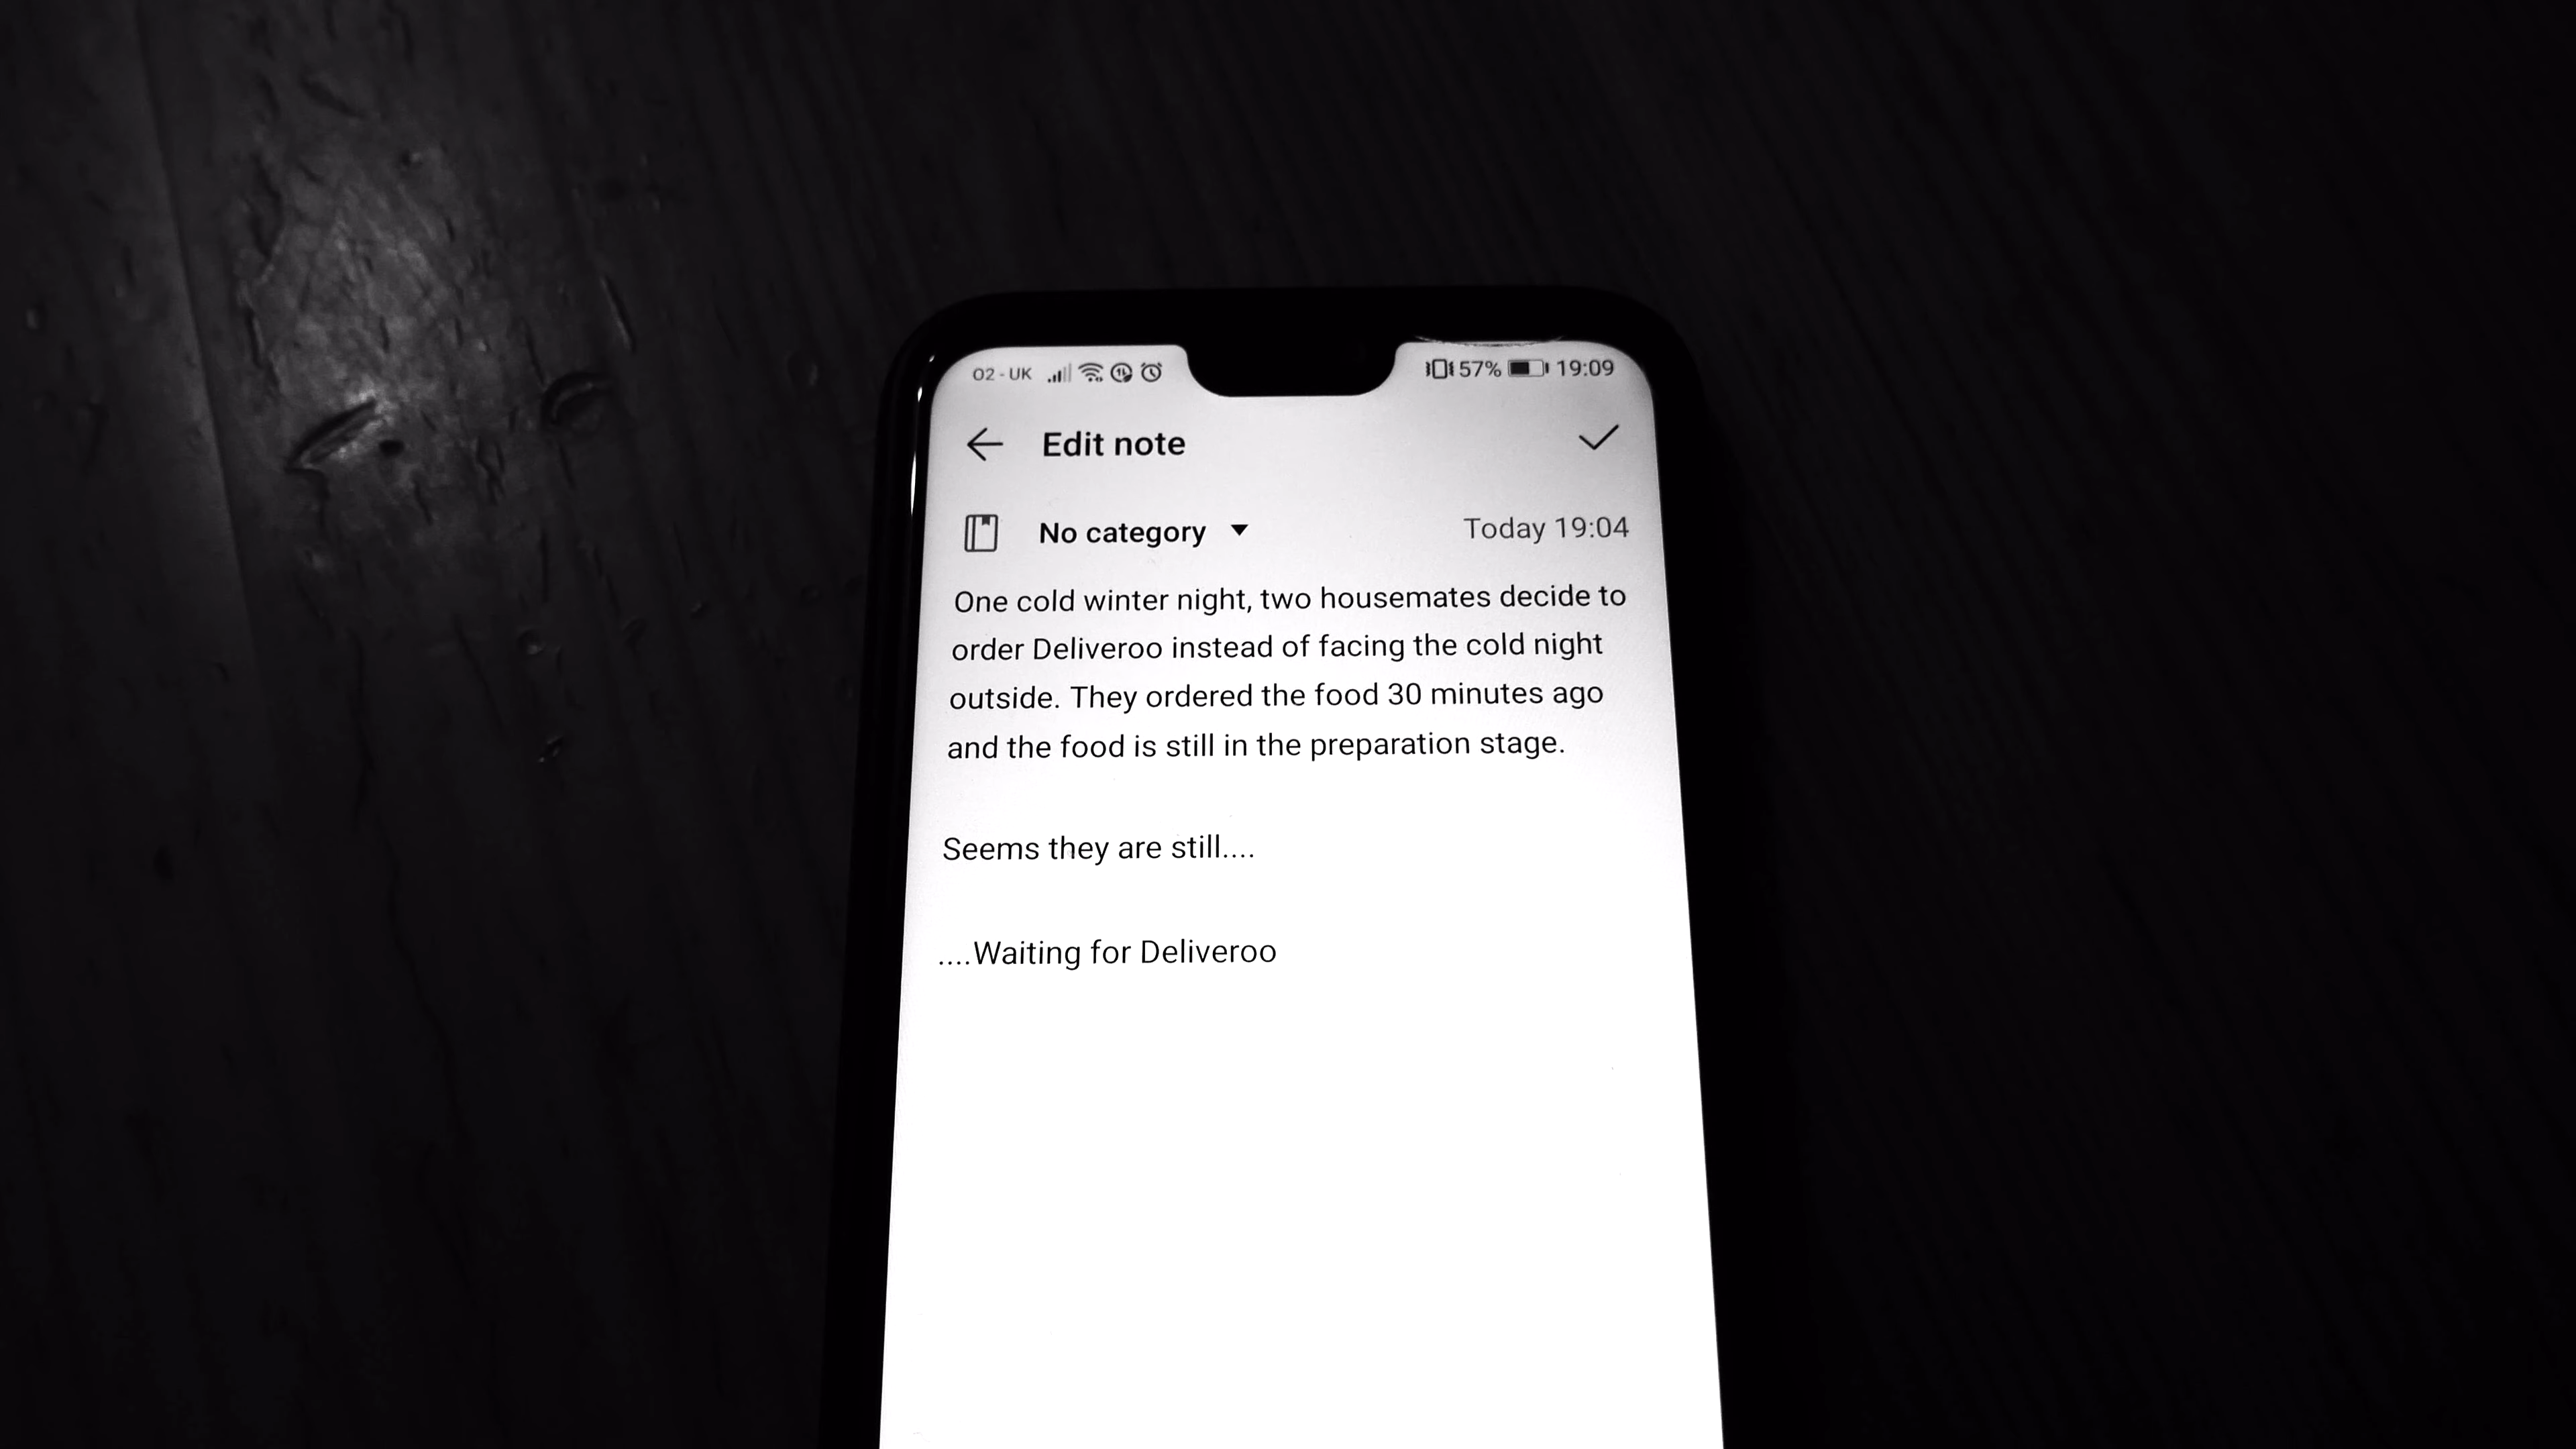 O2 - UK 57% 19:09
Edit note
No category Today 19:04
One cold winter night, two housemates decide to
order Deliveroo instead of facing the cold night
outside. They ordered the food 30 minutes ago
and the food is still in the preparation stage.
Seems they are still....
....Waiting for Deliveroo